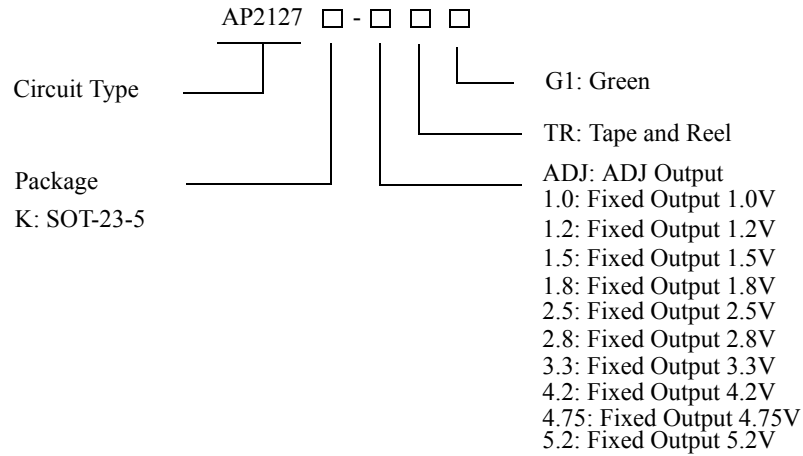 AP2127 □ - □ □ □
Circuit Type
G1: Green
TR: Tape and Reel
Package
K: SOT-23-5
ADJ: ADJ Output
1.0: Fixed Output 1.0V
1.2: Fixed Output 1.2V
1.5: Fixed Output 1.5V
1.8: Fixed Output 1.8V
2.5: Fixed Output 2.5V
2.8: Fixed Output 2.8V
3.3: Fixed Output 3.3V
4.2: Fixed Output 4.2V
4.75: Fixed Output 4.75V
5.2: Fixed Output 5.2V